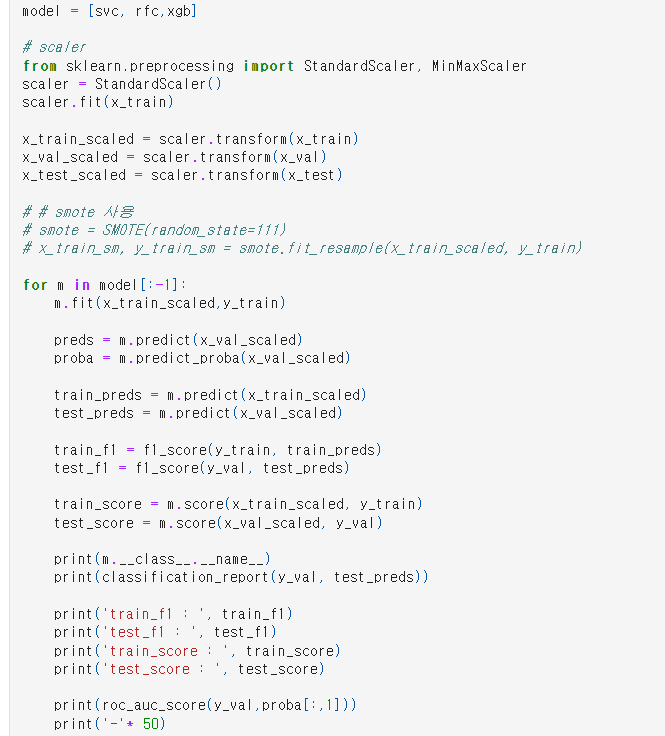 model = [svc, rfc,xgb]
# scaler
from sklearn.preprocessing import StandardScaler, MinMaxScaler
scaler = StandardScaler()
scaler.fit(x_train)
x_train_scaled = scaler.transform(x_train)
x_val_scaled = scaler.transform(x_val)
x_test_scaled = scaler.transform(x_test)
# # smote 사용
# smote = SMOTE(random_state=111)
# x_train_sm, y_train_sm = smote.fit_resample(x_train_scaled, y_train)
for m in model[:-1]:
    m.fit(x_train_scaled,y_train)
    preds = m.predict(x_val_scaled)
    proba = m.predict_proba(x_val_scaled)
    train_preds = m.predict(x_train_scaled)
    test_preds = m.predict(x_val_scaled)
    train_f1 = f1_score(y_train, train_preds)
    test_f1 = f1_score(y_val, test_preds)
    train_score = m.score(x_train_scaled, y_train)
    test_score = m.score(x_val_scaled, y_val)
    print(m.__class__.__name__)
    print(classification_report(y_val, test_preds))
    print('train_f1 : ', train_f1)
    print('test_f1 : ', test_f1)
    print('train_score : ', train_score)
    print('test_score : ', test_score)
    print(roc_auc_score(y_val,proba[:,1]))
    print('-'* 50)